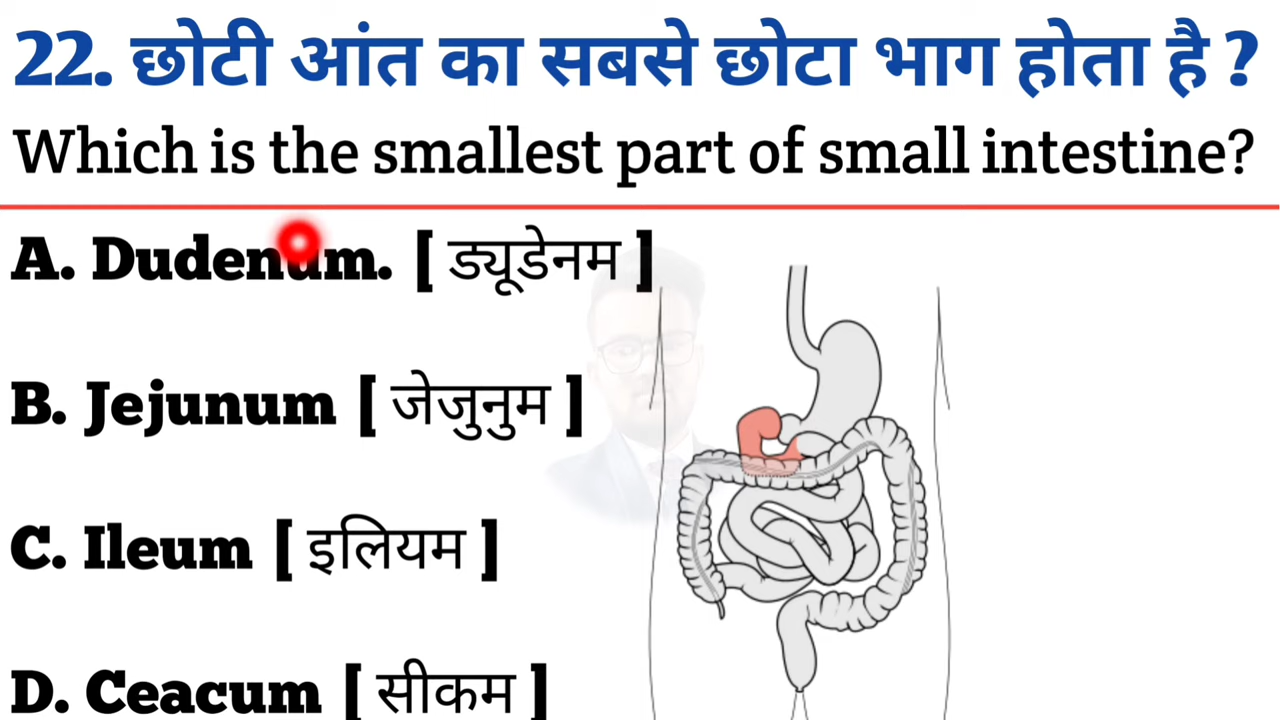 22. छोटी आंत का सबसे छोटा भाग होता है ?
Which is the smallest part of small intestine?
A. Dudenum. [ ड्यूडेनम ]
B. Jejunum [ जेजुनुम ]
C. Ileum [ इलियम ]
D. Ceacum [ सीकम ]